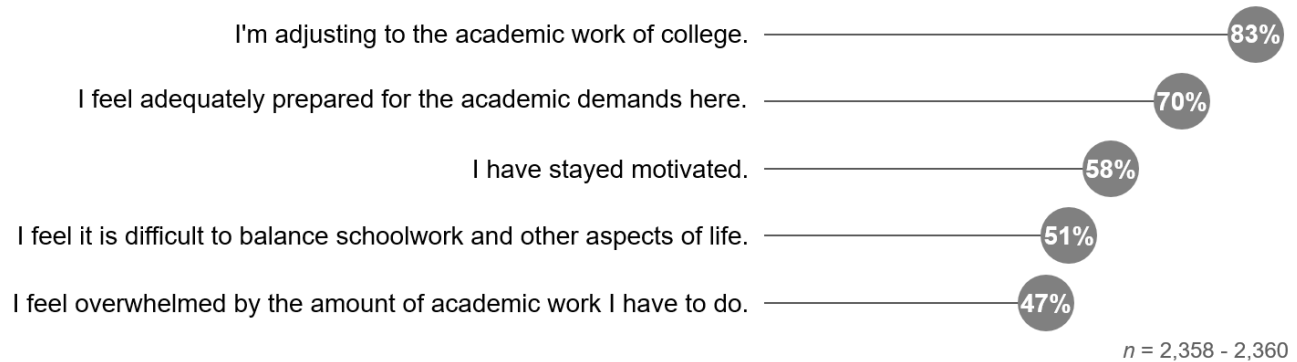 I'm adjusting to the academic work of college. 83%
I feel adequately prepared for the academic demands here. 70%
I have stayed motivated. 58%
I feel it is difficult to balance schoolwork and other aspects of life. 51%
I feel overwhelmed by the amount of academic work I have to do. 47%
n = 2,358 - 2,360